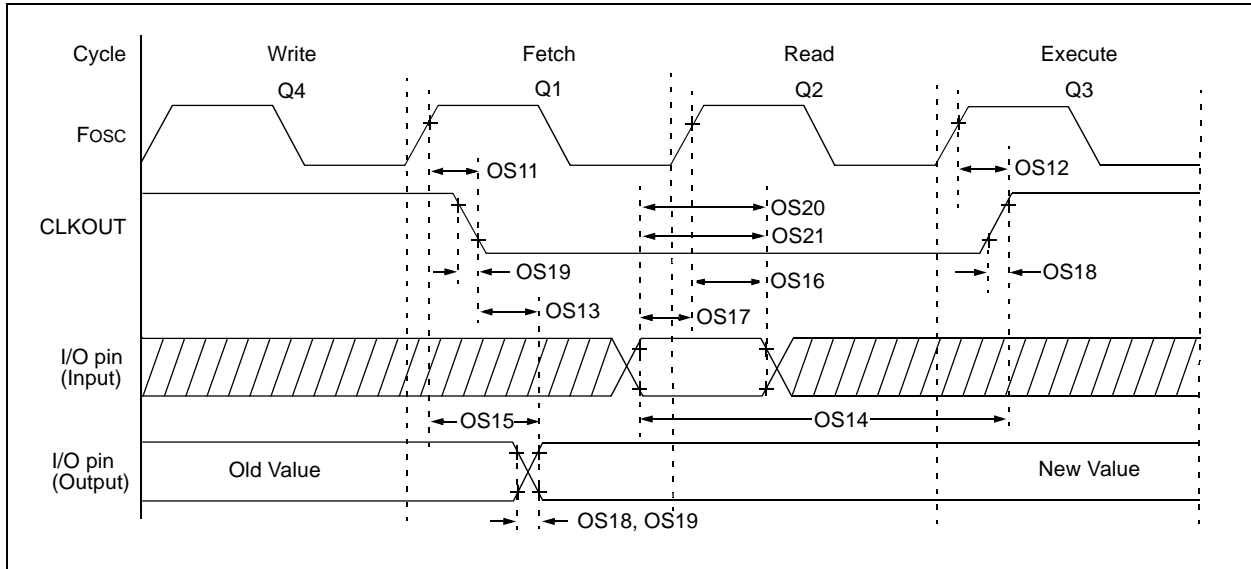 Cycle Write Fetch Read Execute
Q4 Q1 Q2 Q3
FOSC
OS11 OS12
CLKOUT
OS20
OS21
OS19 OS16 OS18
OS13 OS17
I/O pin
(Input)
OS15 OS14
I/O pin
(Output)
Old Value New Value
OS18, OS19